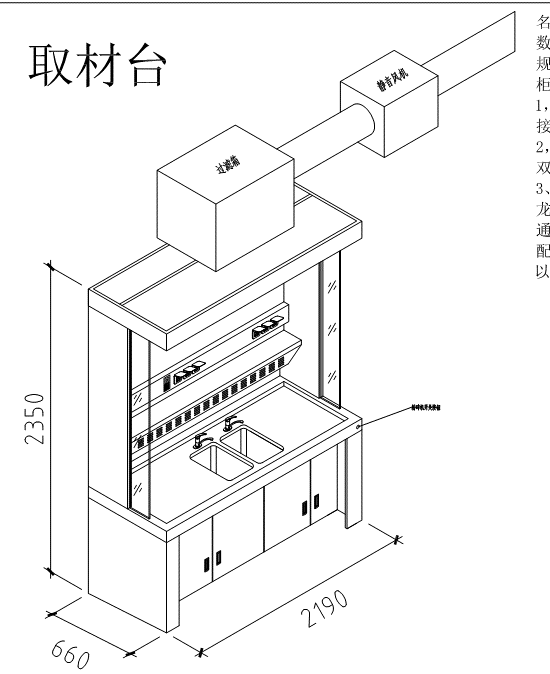 取材台
静音风机
过滤箱
名
数
规
柜
1,
接
2,
双
3、
龙
通
配
以
2350
660
2190